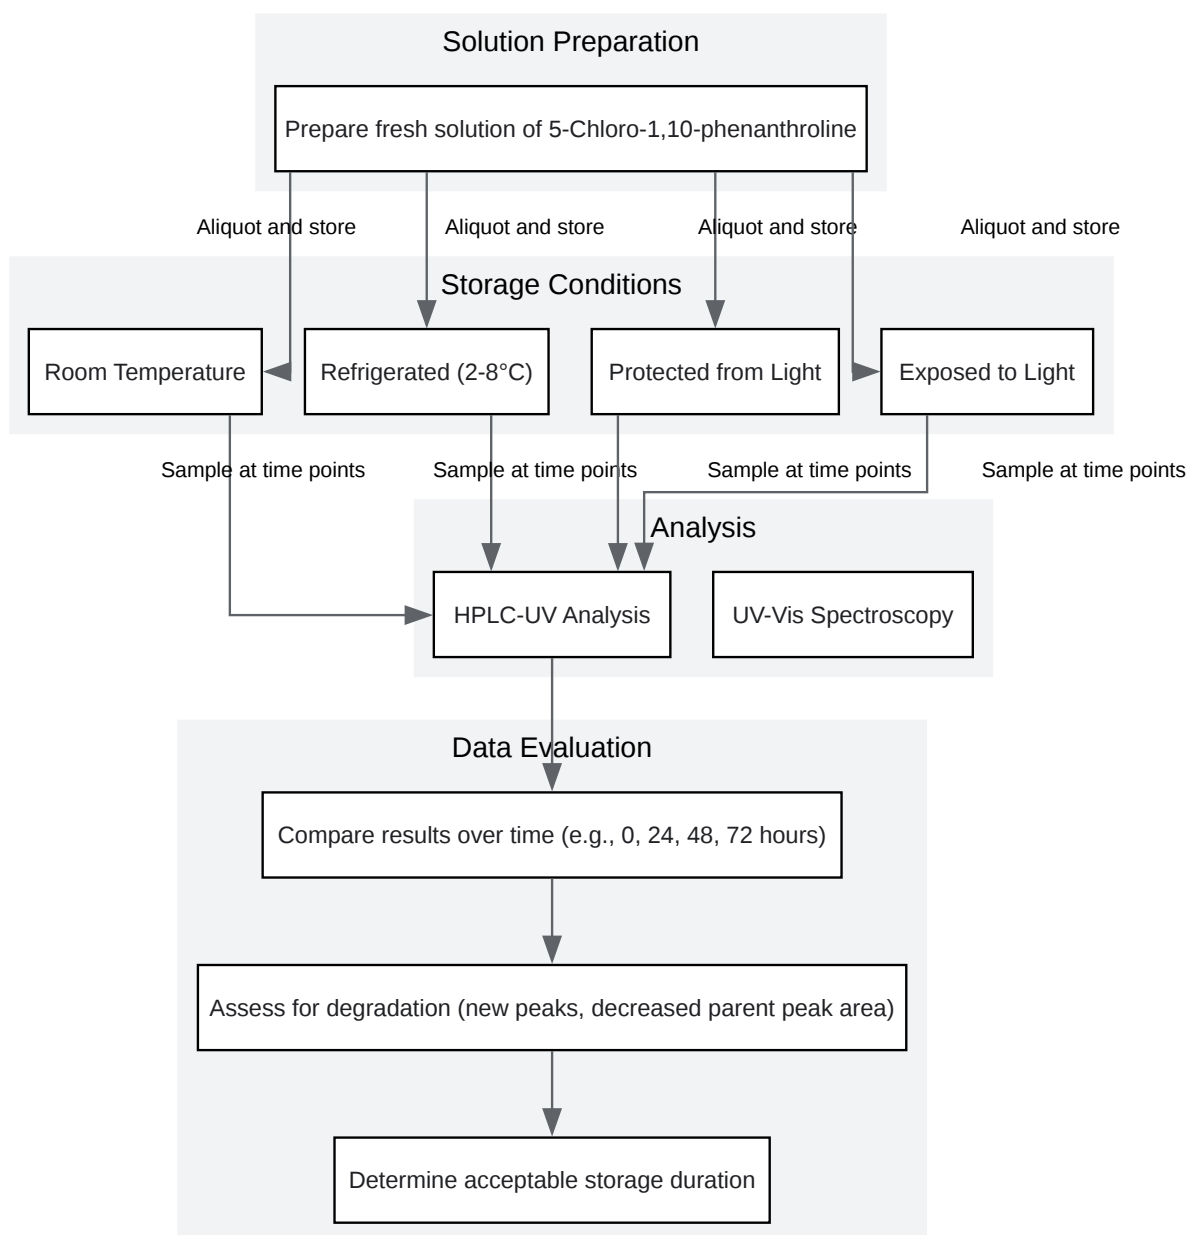 Solution Preparation
Prepare fresh solution of 5-Chloro-1,10-phenanthroline
Aliquot and store
Aliquot and store
Aliquot and store
Aliquot and store
Storage Conditions
Room Temperature
Refrigerated (2-8°C)
Protected from Light
Exposed to Light
Sample at time points
Sample at time points
Sample at time points
Sample at time points
Analysis
HPLC-UV Analysis
UV-Vis Spectroscopy
Data Evaluation
Compare results over time (e.g., 0, 24, 48, 72 hours)
Assess for degradation (new peaks, decreased parent peak area)
Determine acceptable storage duration